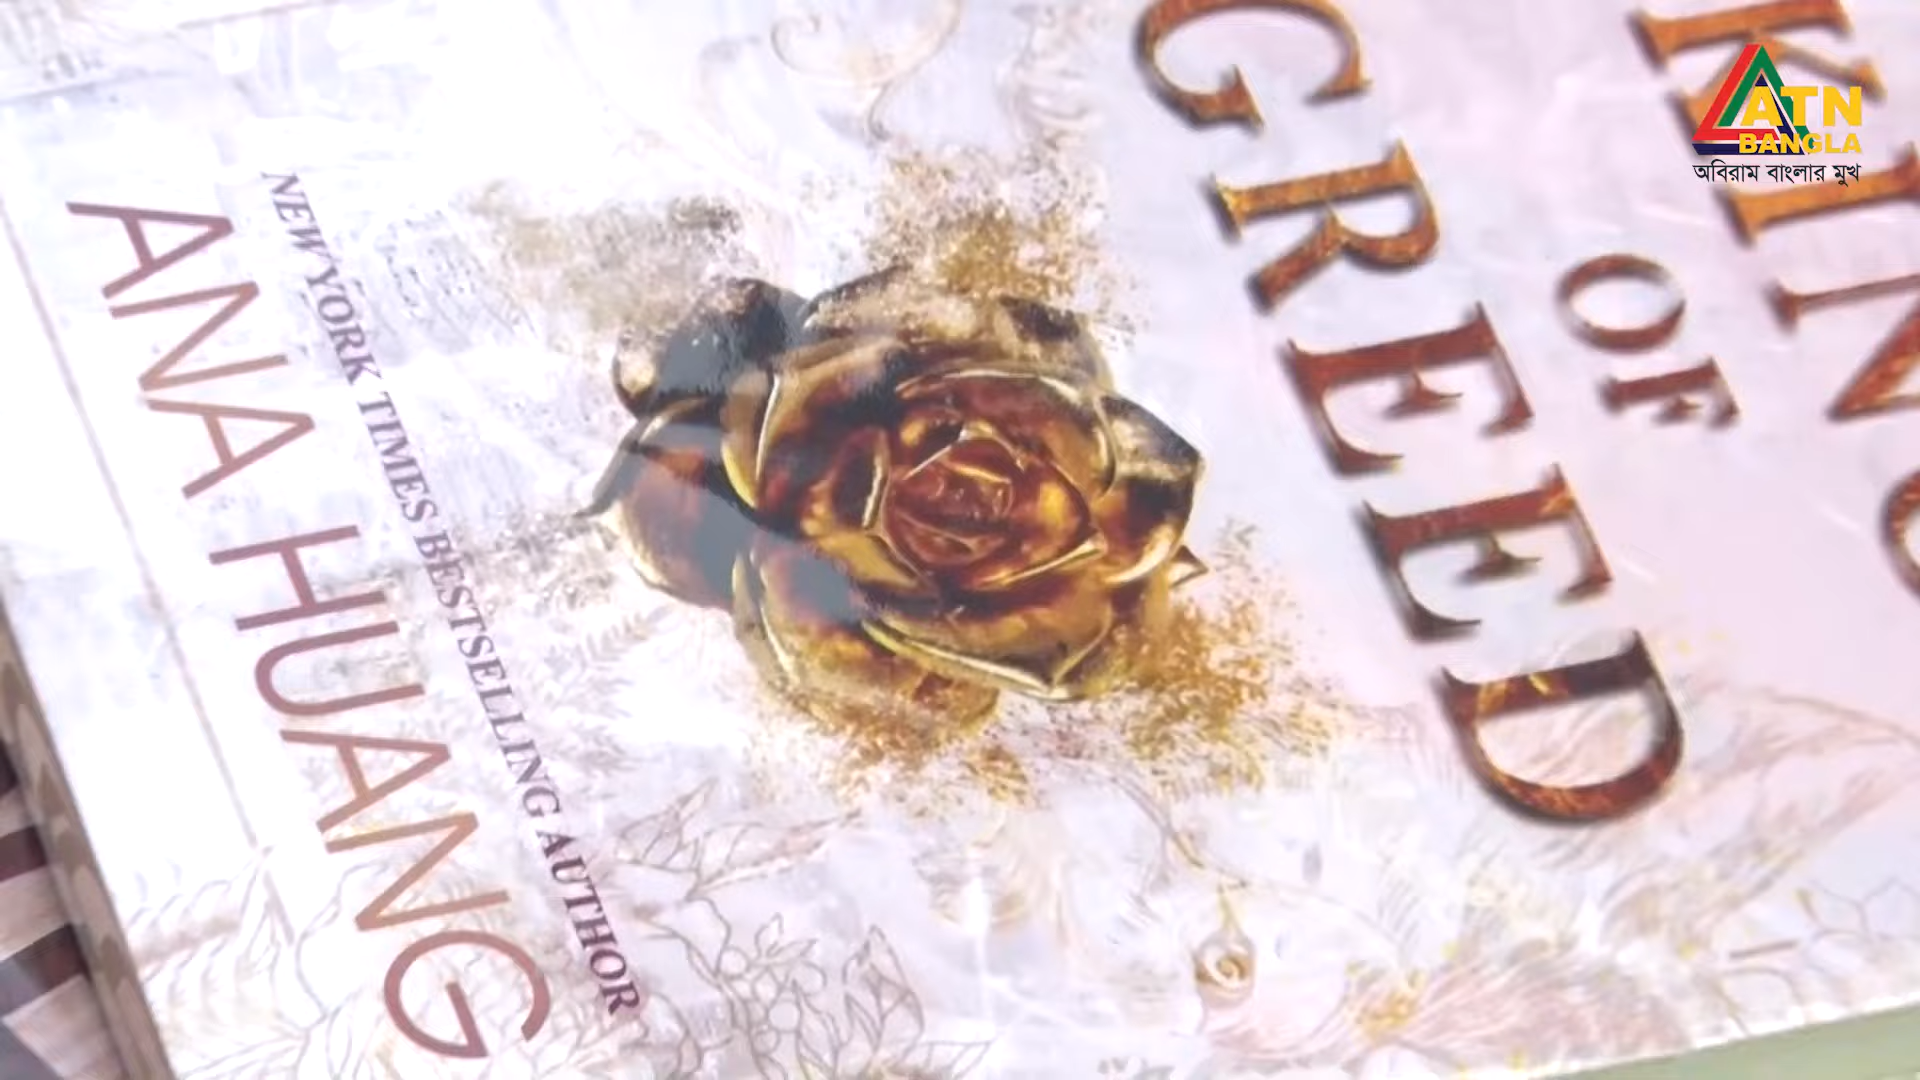 KING
OF
GREED
NEW YORK TIMES BESTSELLING AUTHOR
ANA HUANG
ATN
BANGLA
অবিরাম বাংলার মুখ